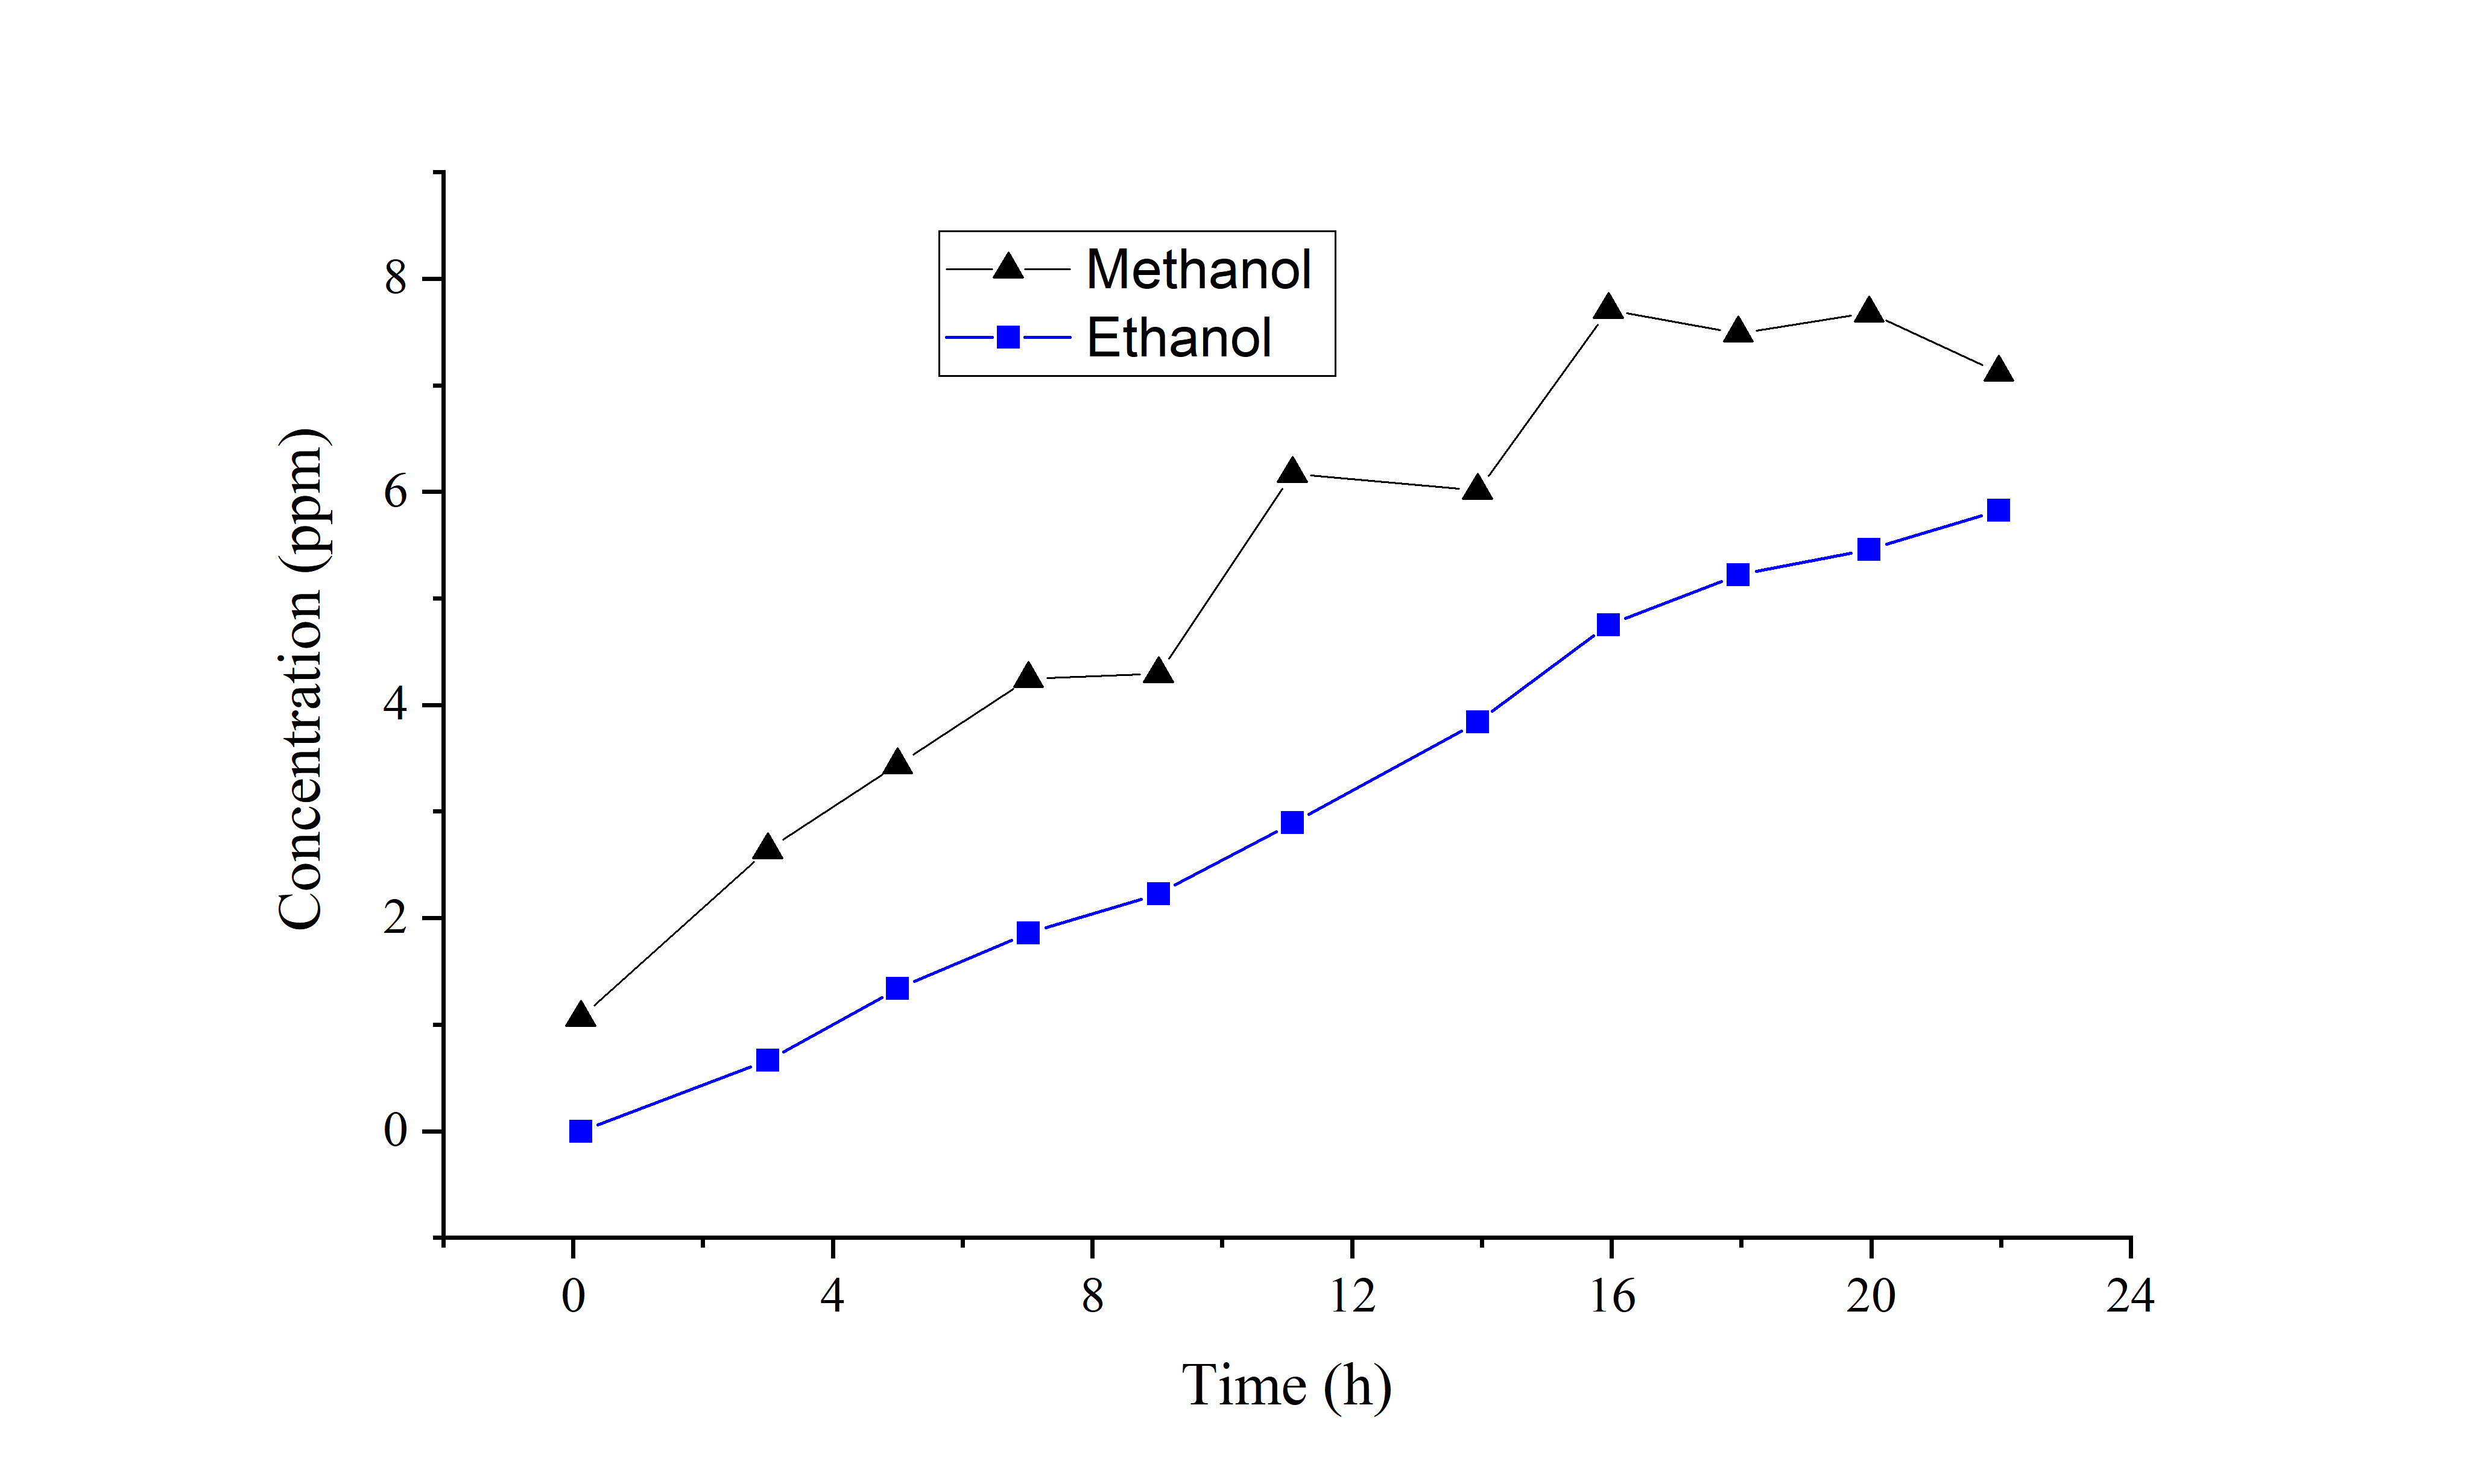 Methanol
Ethanol
8
6
4
2
0
Concentration (ppm)
0 4 8 12 16 20 24
Time (h)